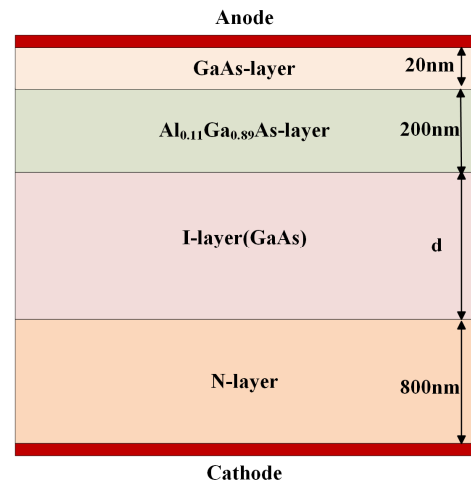 Anode
GaAs-layer
20nm
Al₀.₁₁Ga₀.₈₉As-layer
200nm
I-layer(GaAs)
d
N-layer
800nm
Cathode